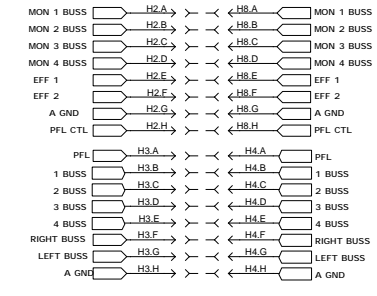 MON 1 BUSS H2.A H8.A MON 1 BUSS
MON 2 BUSS H2.B H8.B MON 2 BUSS
MON 3 BUSS H2.C H8.C MON 3 BUSS
MON 4 BUSS H2.D H8.D MON 4 BUSS
EFF 1 H2.E H8.E EFF 1
EFF 2 H2.F H8.F EFF 2
A GND H2.G H8.G A GND
PFL CTL H2.H H8.H PFL CTL
PFL H3.A H4.A PFL
1 BUSS H3.B H4.B 1 BUSS
2 BUSS H3.C H4.C 2 BUSS
3 BUSS H3.D H4.D 3 BUSS
4 BUSS H3.E H4.E 4 BUSS
RIGHT BUSS H3.F H4.F RIGHT BUSS
LEFT BUSS H3.G H4.G LEFT BUSS
A GND H3.H H4.H A GND